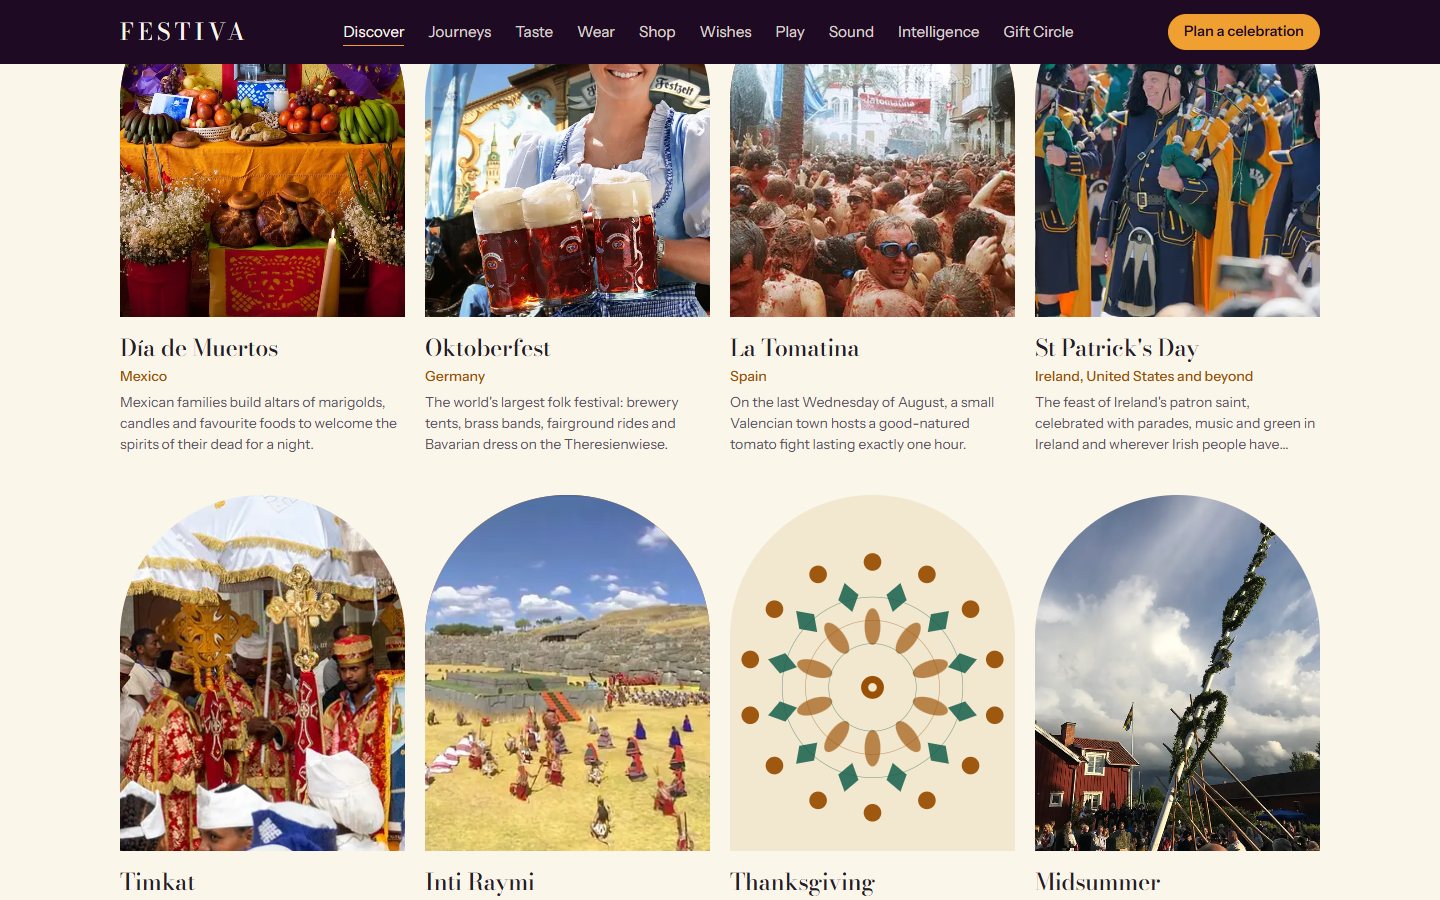 FESTIVA
Discover Journeys Taste Wear Shop Wishes Play Sound Intelligence Gift Circle
Plan a celebration
Festzelt
latomatina
Día de Muertos
Mexico
Mexican families build altars of marigolds,
candles and favourite foods to welcome the
spirits of their dead for a night.
Oktoberfest
Germany
The world's largest folk festival: brewery
tents, brass bands, fairground rides and
Bavarian dress on the Theresienwiese.
La Tomatina
Spain
On the last Wednesday of August, a small
Valencian town hosts a good-natured
tomato fight lasting exactly one hour.
St Patrick's Day
Ireland, United States and beyond
The feast of Ireland's patron saint,
celebrated with parades, music and green in
Ireland and wherever Irish people have...
Timkat
Inti Raymi
Thanksgiving
Midsummer